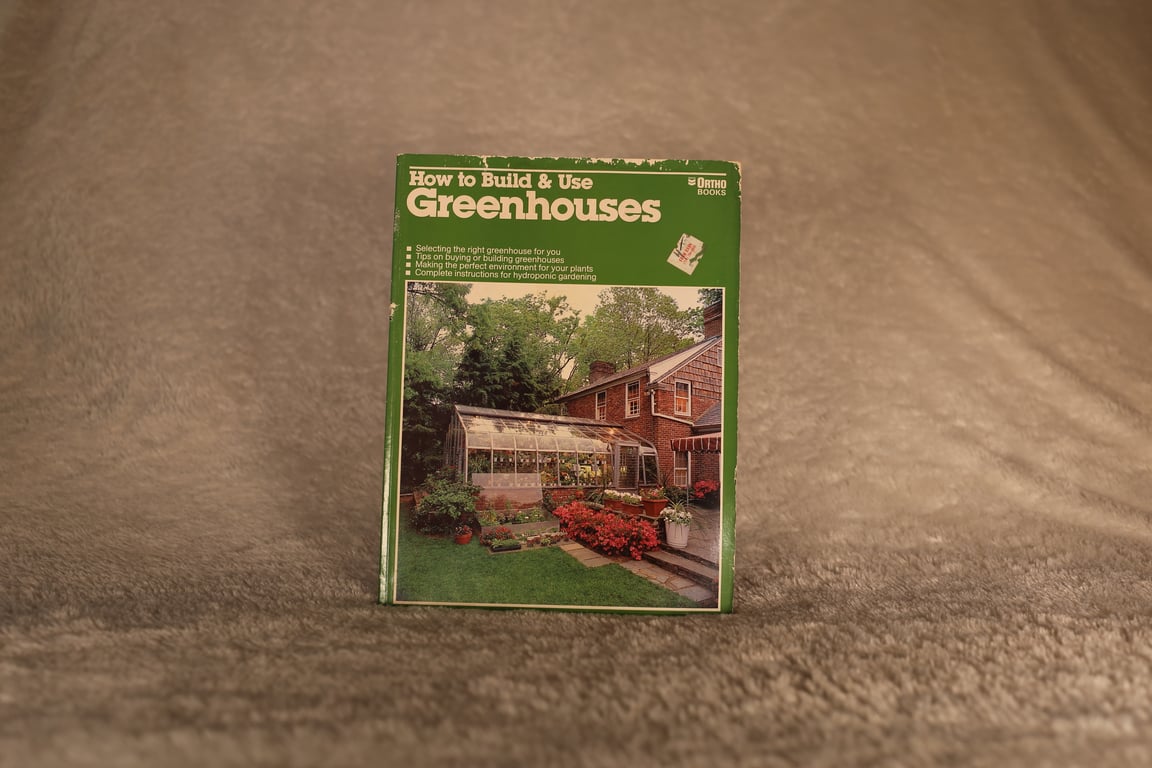 How to Build & Use
Greenhouses
ORTHO
BOOKS
Selecting the right greenhouse for you
Tips on buying or building greenhouses
Making the perfect environment for your plants
Complete instructions for hydroponic gardening